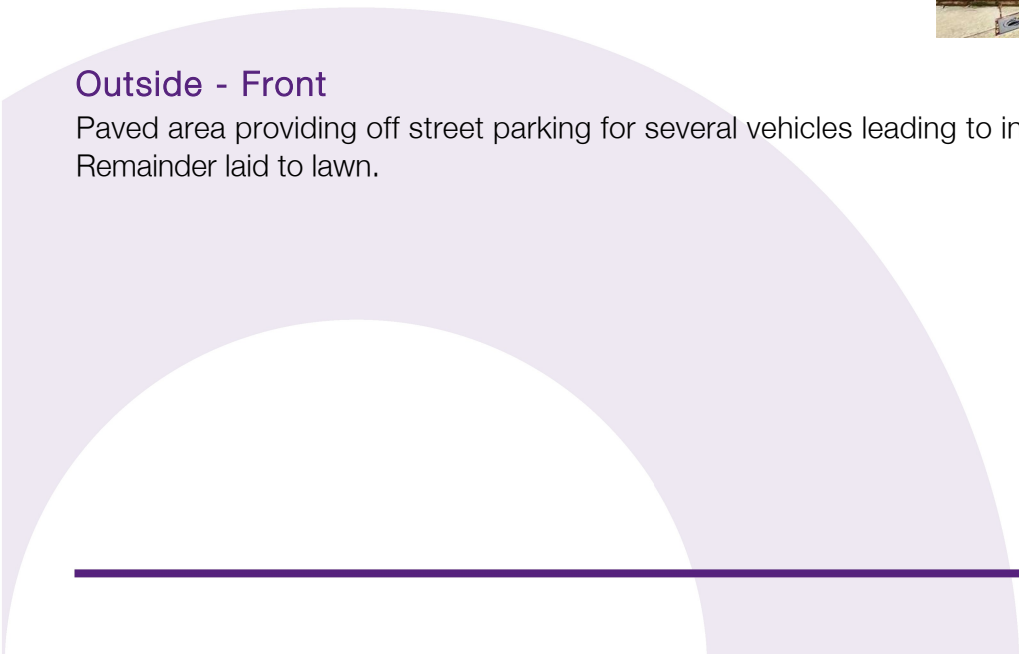 Outside - Front
Paved area providing off street parking for several vehicles leading to
Remainder laid to lawn.